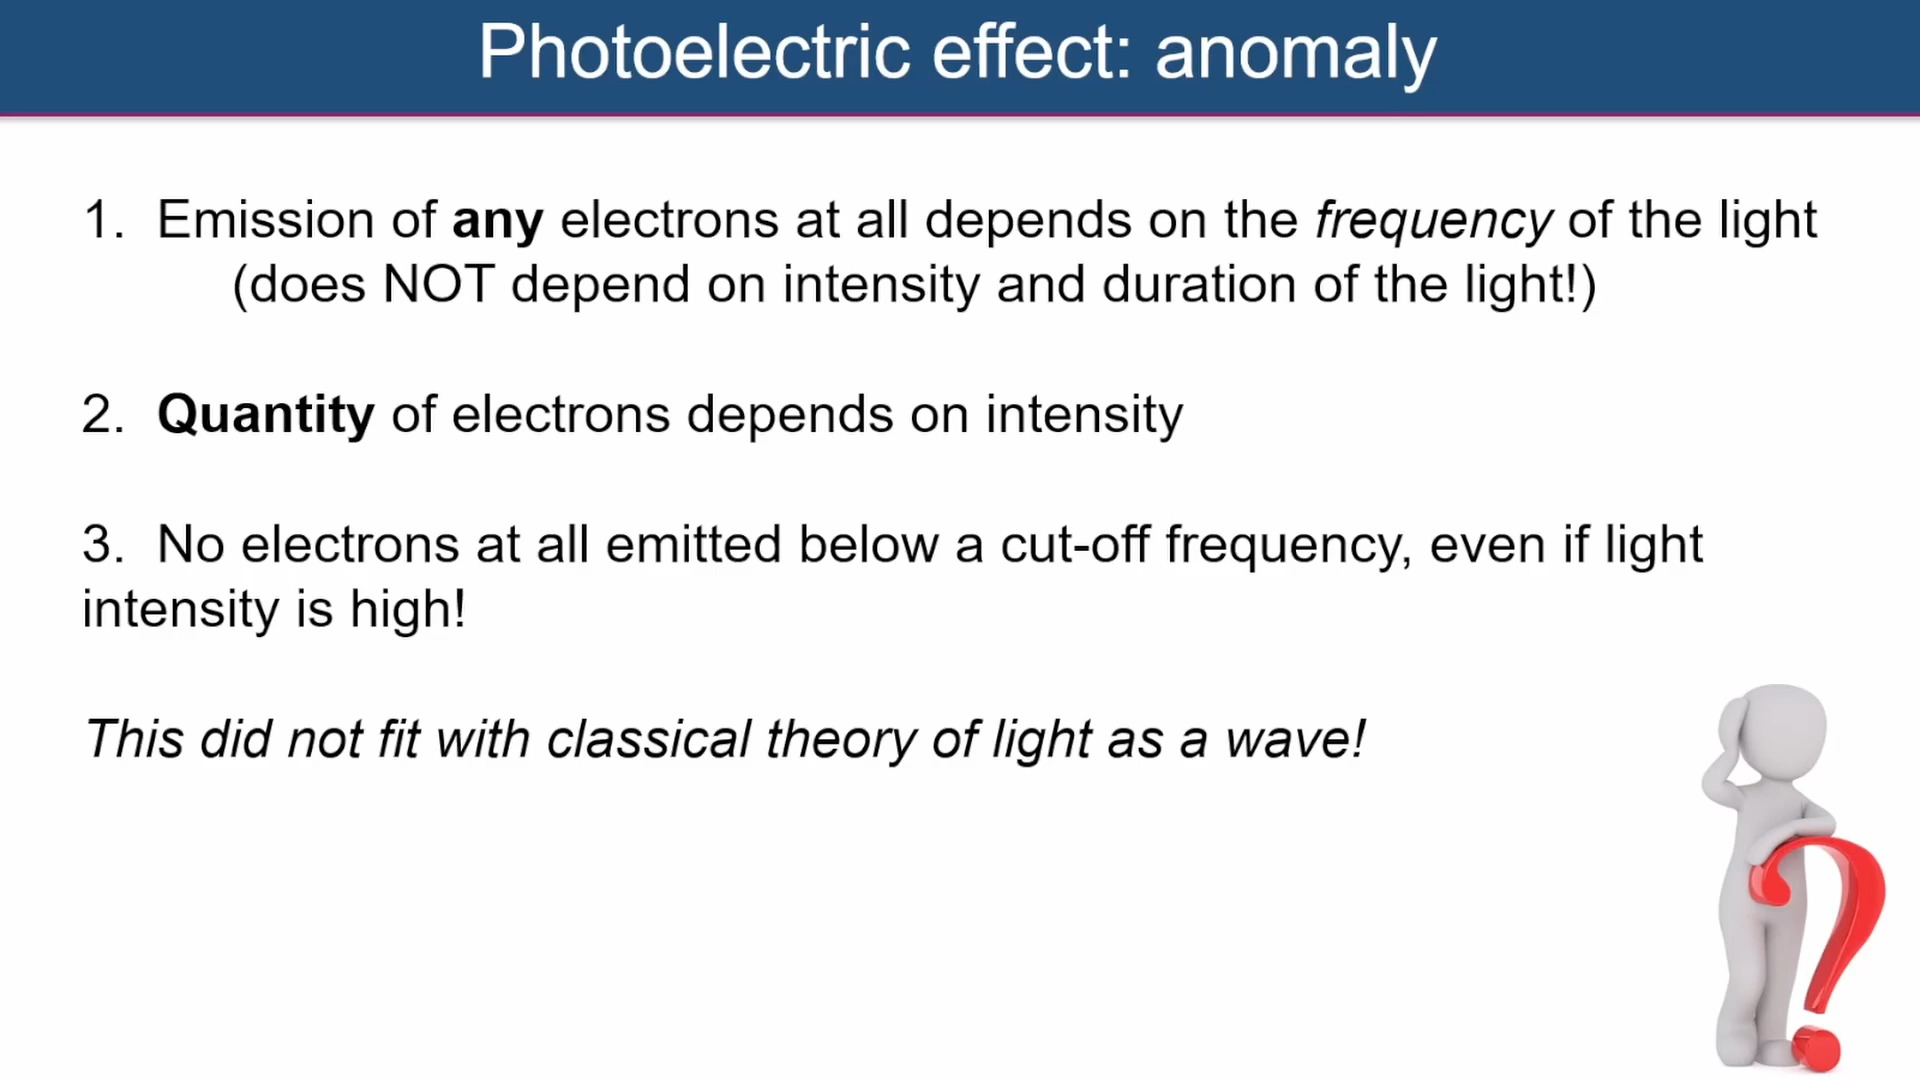 Photoelectric effect: anomaly
1. Emission of any electrons at all depends on the frequency of the light
(does NOT depend on intensity and duration of the light!)
2. Quantity of electrons depends on intensity
3. No electrons at all emitted below a cut-off frequency, even if light
intensity is high!
This did not fit with classical theory of light as a wave!